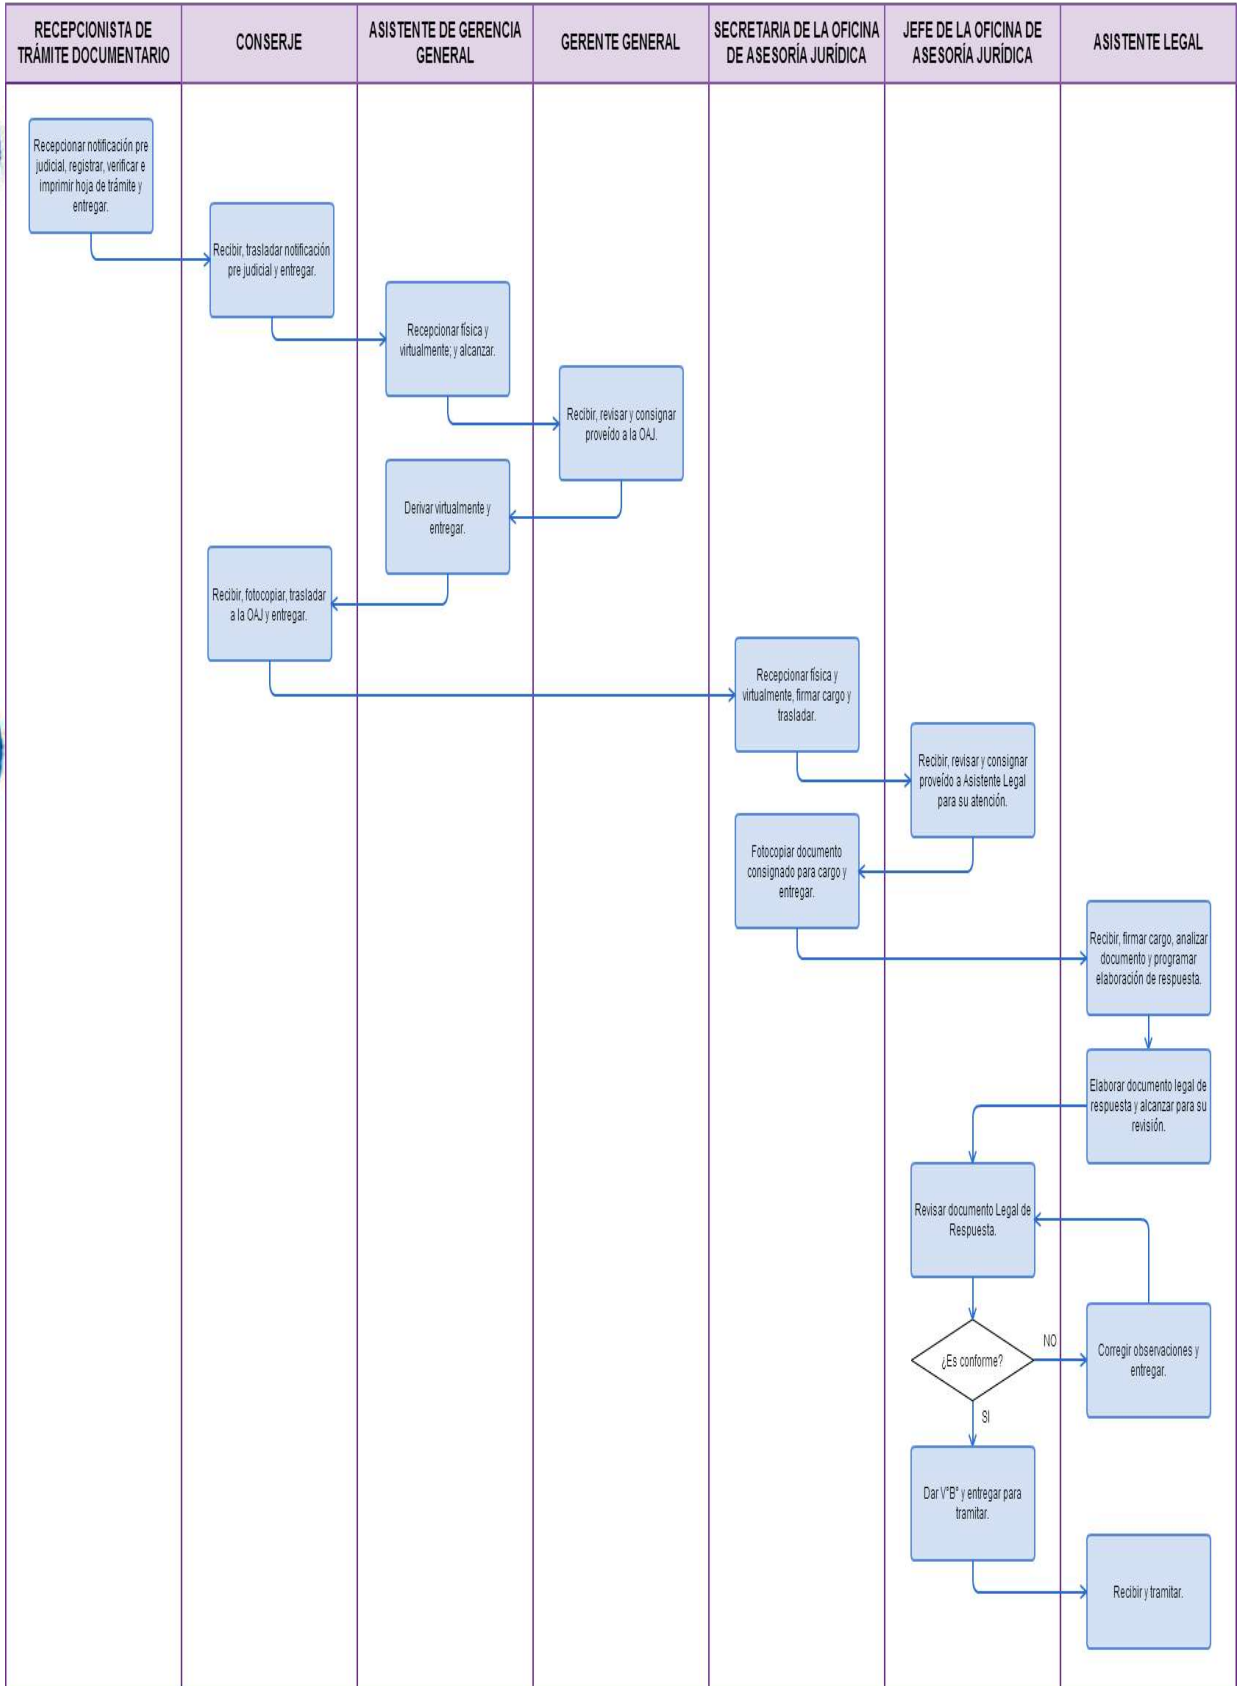 RECEPCIONISTA DE
TRÁMITE DOCUMENTARIO
CONSERJE
ASISTENTE DE GERENCIA
GENERAL
GERENTE GENERAL
SECRETARIA DE LA OFICINA
DE ASESORÍA JURÍDICA
JEFE DE LA OFICINA DE
ASESORÍA JURÍDICA
ASISTENTE LEGAL
Recepcionar notificación pre
judicial, registrar, verificar e
imprimir hoja de trámite y
entregar.
Recibir, trasladar notificación
pre judicial y entregar.
Recepcionar física y
virtualmente; y alcanzar.
Recibir, revisar y consignar
proveído a la OAJ.
Derivar virtualmente y
entregar.
Recibir, fotocopiar, trasladar
a la OAJ y entregar.
Recepcionar física y
virtualmente, firmar cargo y
trasladar.
Recibir, revisar y consignar
proveído a Asistente Legal
para su atención.
Fotocopiar documento
consignado para cargo y
entregar.
Recibir, firmar cargo, analizar
documento y programar
elaboración de respuesta.
Elaborar documento legal de
respuesta y alcanzar para su
revisión.
Revisar documento Legal de
Respuesta.
¿Es conforme?
NO
Corregir observaciones y
entregar.
SI
Dar V°B° y entregar para
tramitar.
Recibir y tramitar.